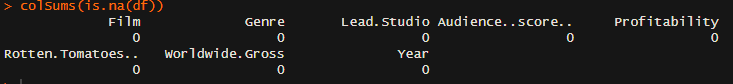 > colSums(is.na(df))
Film Genre Lead.Studio Audience..score.. Profitability
0 0 0 0 0
Rotten.Tomatoes.. Worldwide.Gross Year
0 0 0
>